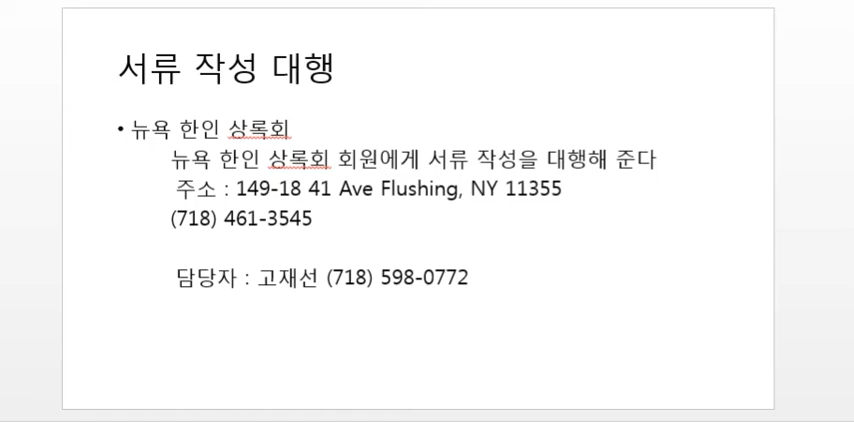 서류 작성 대행
• 뉴욕 한인 상록회
뉴욕 한인 상록회 회원에게 서류 작성을 대행해 준다
주소 : 149-18 41 Ave Flushing, NY 11355
(718) 461-3545
담당자 : 고재선 (718) 598-0772